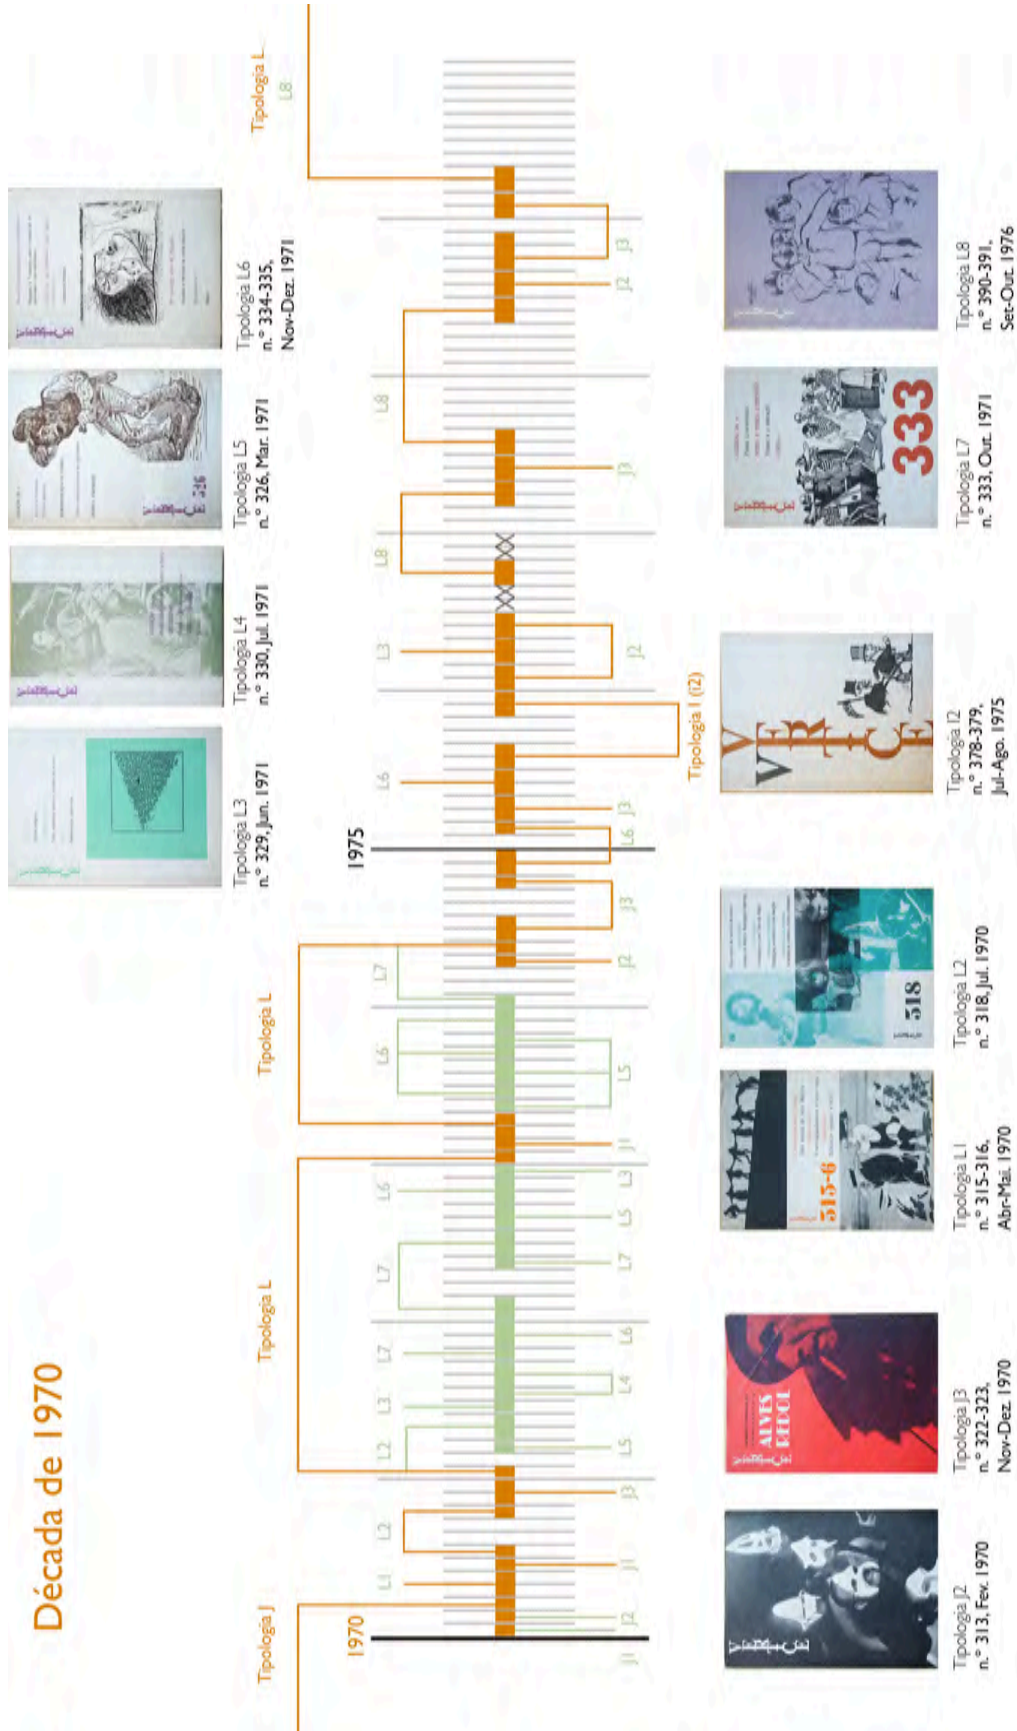 Década de 1970
Tipologia L3
n.º 329, Jun. 1971
Tipologia L4
n.º 330, Jul. 1971
Tipologia L5
n.º 326, Mar. 1971
Tipologia L6
n.º 334-335,
Nov-Dez. 1971
Tipologia J
Tipologia L
Tipologia L
Tipologia L
L8
1970
L1
L2
L2
L3
L7
L7
L6
L6
L7
1975
L6
L3
L8
L8
J1
J2
J1
J3
L5
L4
L6
L7
L5
L3
J1
L5
J2
J3
L6
J3
Tipologia I (i2)
J2
J3
J2
J3
VERTICE
ALVES
REDOL
315-6
318
VERTICE
326
333
Tipologia J2
n.º 313, Fev. 1970
Tipologia J3
n.º 322-323,
Nov-Dez. 1970
Tipologia L1
n.º 315-316,
Abr-Mai. 1970
Tipologia L2
n.º 318, Jul. 1970
Tipologia I2
n.º 378-379,
Jul-Ago. 1975
Tipologia L7
n.º 333, Out. 1971
Tipologia L8
n.º 390-391,
Set-Out. 1976